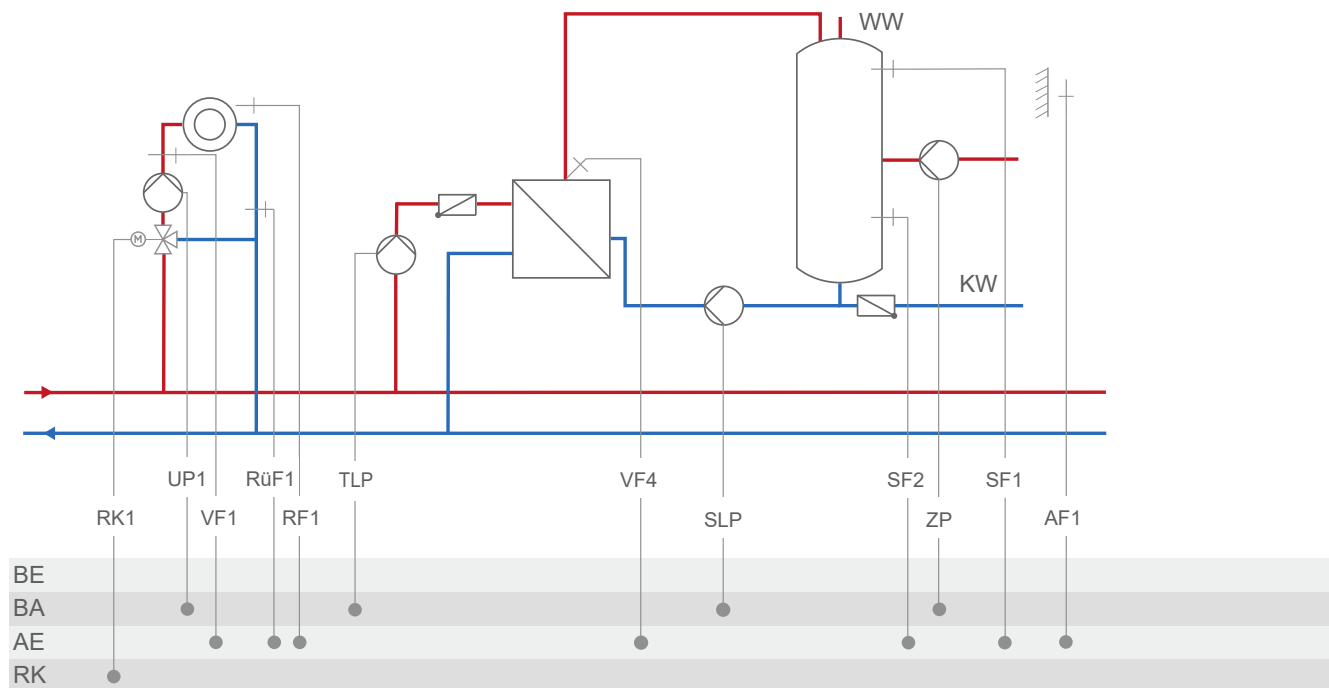 WW
M
KW
UP1 RüF1 TLP VF4 SF2 SF1
RK1 VF1 RF1 SLP ZP AF1
BE
BA
AE
RK